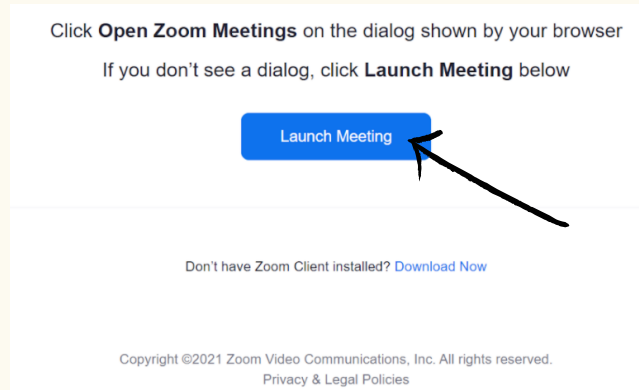 Click Open Zoom Meetings on the dialog shown by your browser
If you don’t see a dialog, click Launch Meeting below
Launch Meeting
Don’t have Zoom Client installed? Download Now
Copyright ©2021 Zoom Video Communications, Inc. All rights reserved.
Privacy & Legal Policies